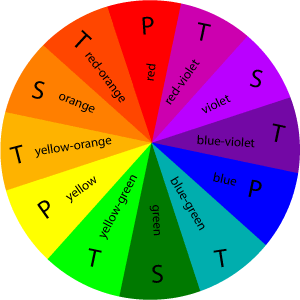 P
red
T
red-violet
S
violet
T
blue-violet
P
blue
T
blue-green
S
green
T
yellow-green
P
yellow
T
yellow-orange
S
orange
T
red-orange